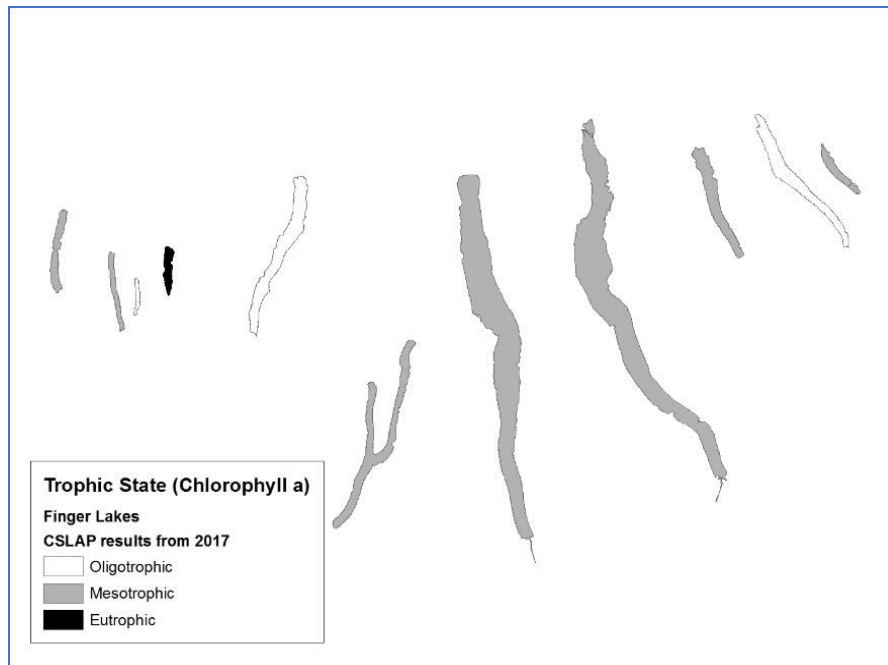 Trophic State (Chlorophyll a)
Finger Lakes
CSLAP results from 2017
Oligotrophic
Mesotrophic
Eutrophic